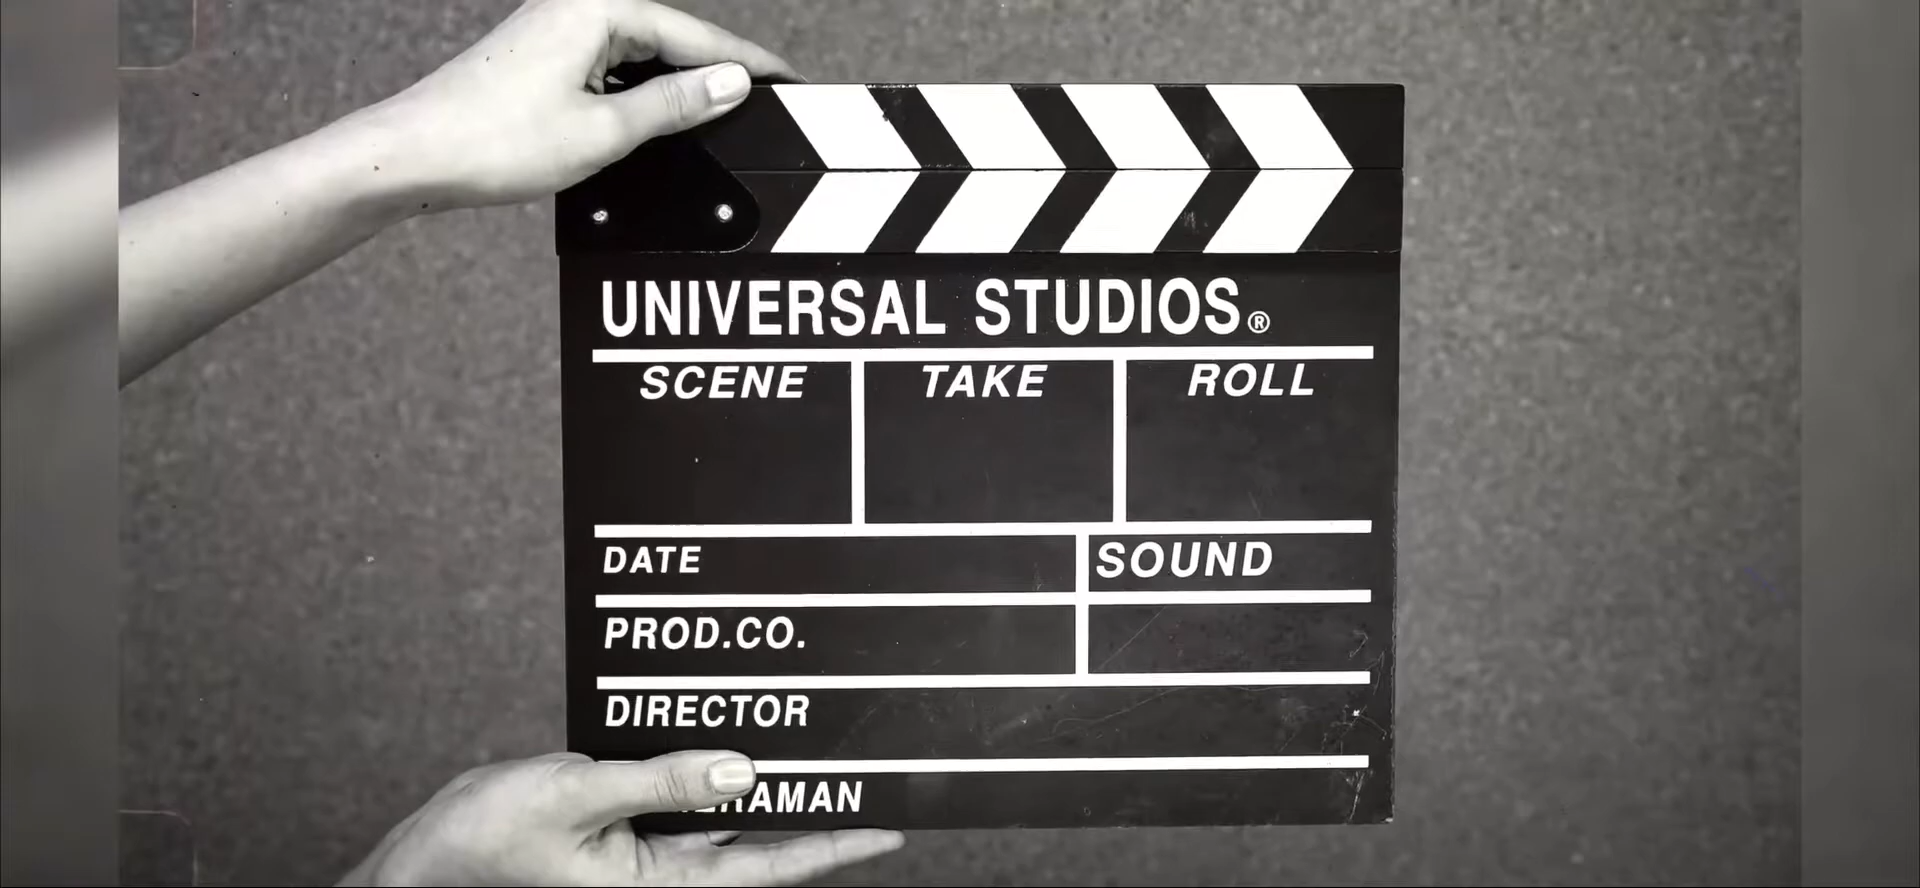 UNIVERSAL STUDIOS®
SCENE TAKE ROLL
DATE SOUND
PROD.CO.
DIRECTOR